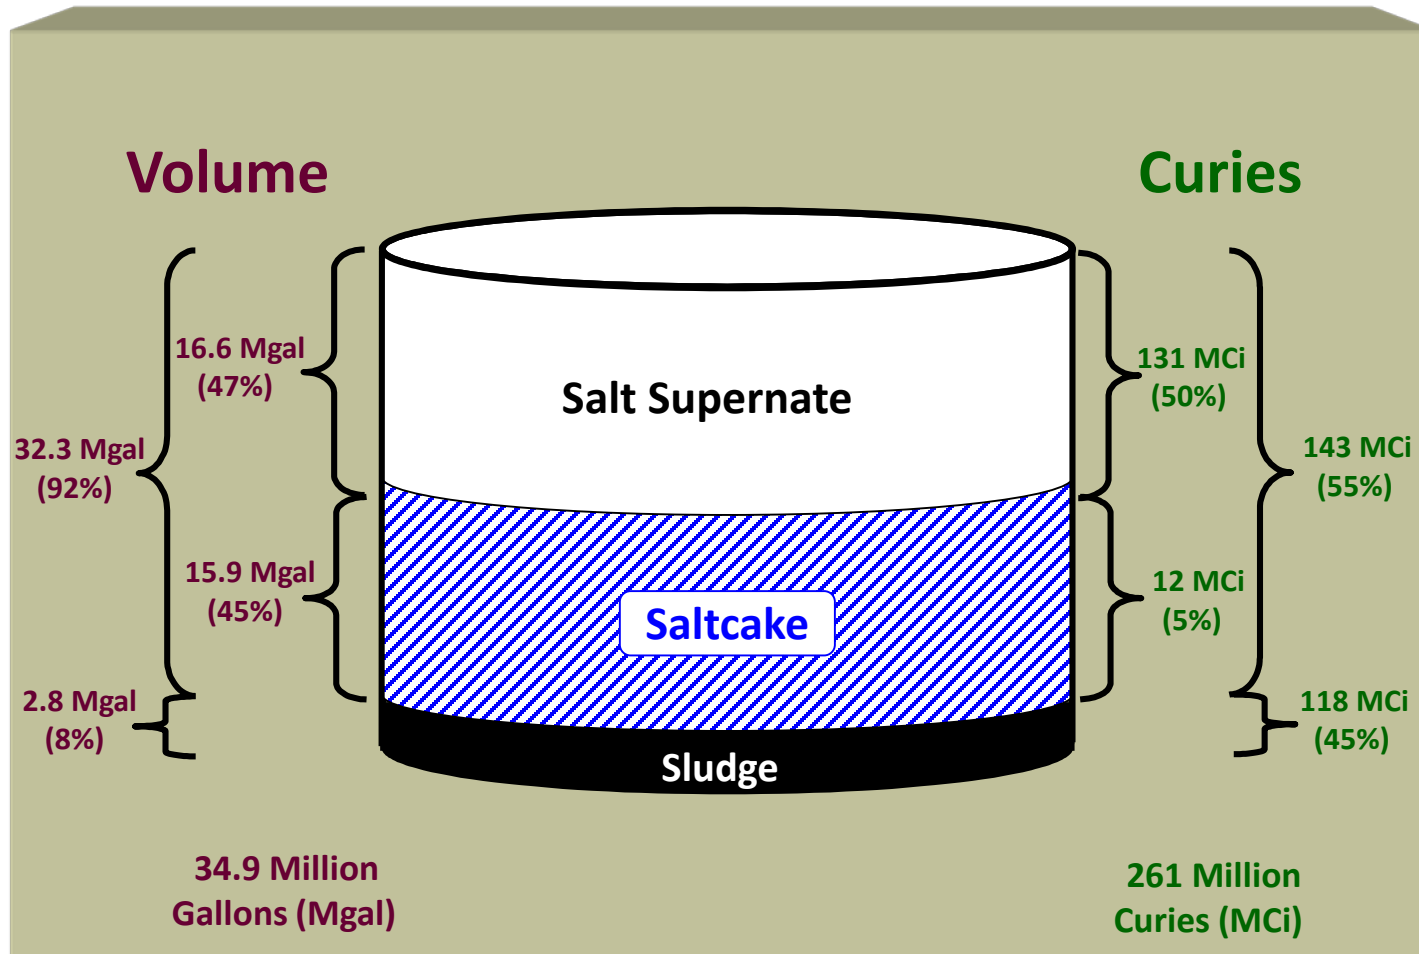 Volume
Curies
16.6 Mgal
(47%)
32.3 Mgal
(92%)
15.9 Mgal
(45%)
2.8 Mgal
(8%)
Salt Supernate
Saltcake
Sludge
131 MCi
(50%)
143 MCi
(55%)
12 MCi
(5%)
118 MCi
(45%)
34.9 Million
Gallons (Mgal)
261 Million
Curies (MCi)